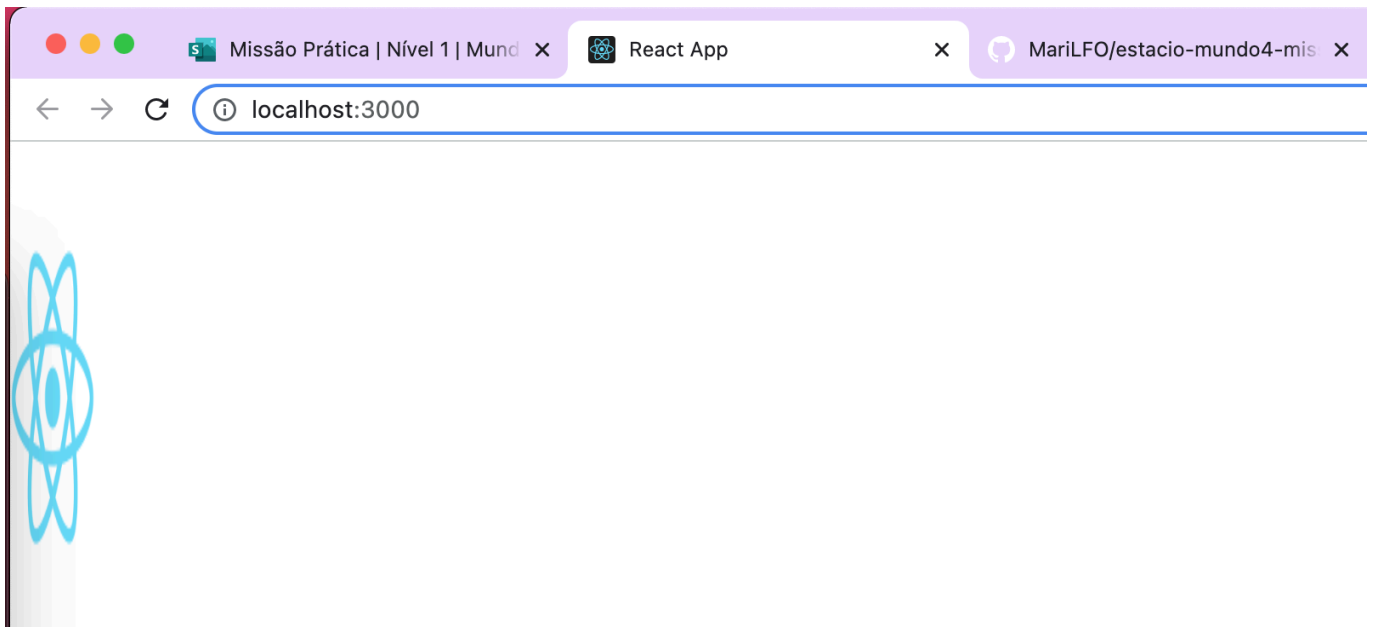 Missão Prática | Nível 1 | Mund
React App
MariLFO/estacio-mundo4-mis
localhost:3000